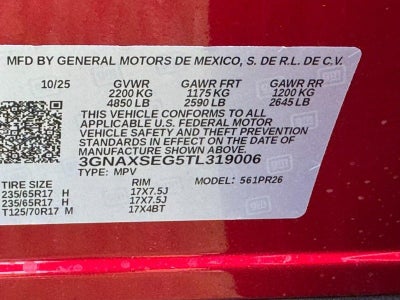 MFD BY GENERAL MOTORS DE MEXICO, S. DE R.L. DE C.V.
10/25 GVWR GAWR FRT GAWR RR
2200 KG 1175 KG 1200 KG
4850 LB 2590 LB 2645 LB
THIS VEHICLE CONFORMS TO ALL
APPLICABLE U.S. FEDERAL MOTOR
VEHICLE SAFETY AND THEFT PREVENTION
STANDARDS IN EFFECT ON THE DATE OF
MANUFACTURE SHOWN ABOVE.
3GNAXSEG5TL319006
TYPE: MPV MODEL: 561PR26
TIRE SIZE RIM
235/65R17 H 17X7.5J
235/65R17 H 17X7.5J
T125/70R17 M 17X4BT